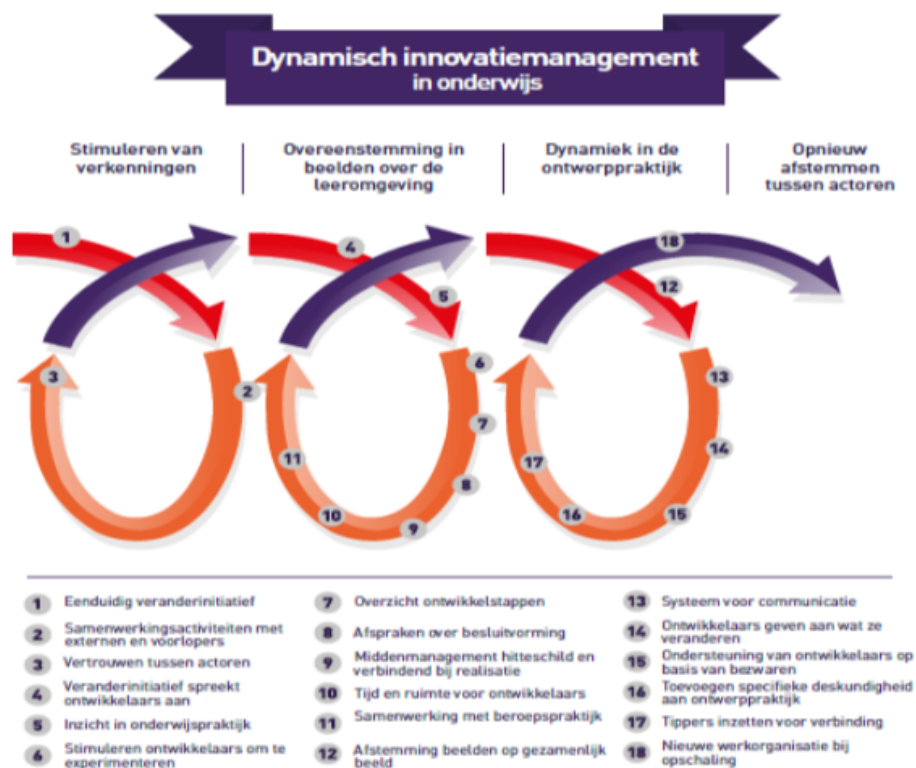 Dynamisch innovatiemanagement
in onderwijs
Stimuleren van
verkenningen
Overeenstemming in
beelden over de
leeromgeving
Dynamiek in de
ontwerppraktijk
Opnieuw
afstemmen
tussen actoren
1
4
18
5
12
3
2
6
13
7
14
11
17
8
10
9
16
15
1 Eenduidig veranderinitiatief
2 Samenwerkingsactiviteiten met
externen en voorlopers
3 Vertrouwen tussen actoren
4 Veranderinitiatief spreekt
ontwikkelaars aan
5 Inzicht in onderwijspraktijk
6 Stimuleren ontwikkelaars om te
experimenteren
7 Overzicht ontwikkelstappen
8 Afspraken over besluitvorming
9 Middenmanagement hitteschild en
verbindend bij realisatie
10 Tijd en ruimte voor ontwikkelaars
11 Samenwerking met beroepspraktijk
12 Afstemming beelden op gezamenlijk
beeld
13 Systeem voor communicatie
14 Ontwikkelaars geven aan wat ze
veranderen
15 Ondersteuning van ontwikkelaars op
basis van bezwaren
16 Toevoegen specifieke deskundigheid
aan ontwerppraktijk
17 Tippers inzetten voor verbinding
18 Nieuwe werkorganisatie bij
opschaling